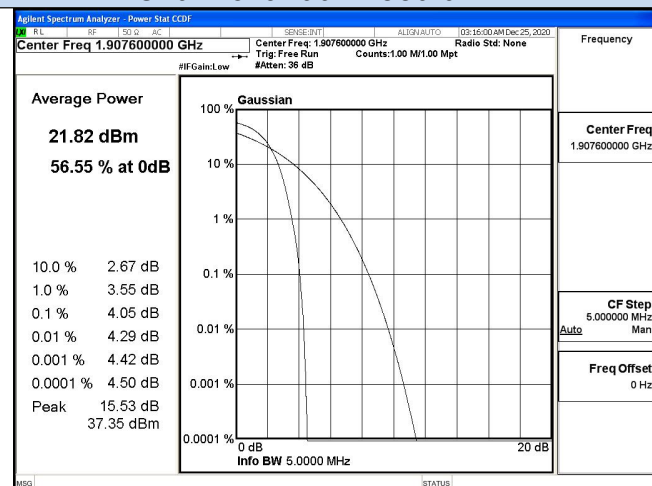 Agilent Spectrum Analyzer - Power Stat CCDF
LXI RL RF 50 Ω AC SENSE:INT ALIGN AUTO 03:16:00 AM Dec 25, 2020
Center Freq 1.907600000 GHz
Center Freq: 1.907600000 GHz Radio Std: None
Trig: Free Run Counts:1.00 M/1.00 Mpt
#IFGain:Low #Atten: 36 dB
Frequency
Average Power
21.82 dBm
56.55 % at 0dB
10.0 % 2.67 dB
1.0 % 3.55 dB
0.1 % 4.05 dB
0.01 % 4.29 dB
0.001 % 4.42 dB
0.0001 % 4.50 dB
Peak 15.53 dB
37.35 dBm
Gaussian
100 %
10 %
1 %
0.1 %
0.01 %
0.001 %
0.0001 %
0 dB 20 dB
Info BW 5.0000 MHz
Center Freq
1.907600000 GHz
CF Step
5.000000 MHz
Auto Man
Freq Offset
0 Hz
MSG STATUS